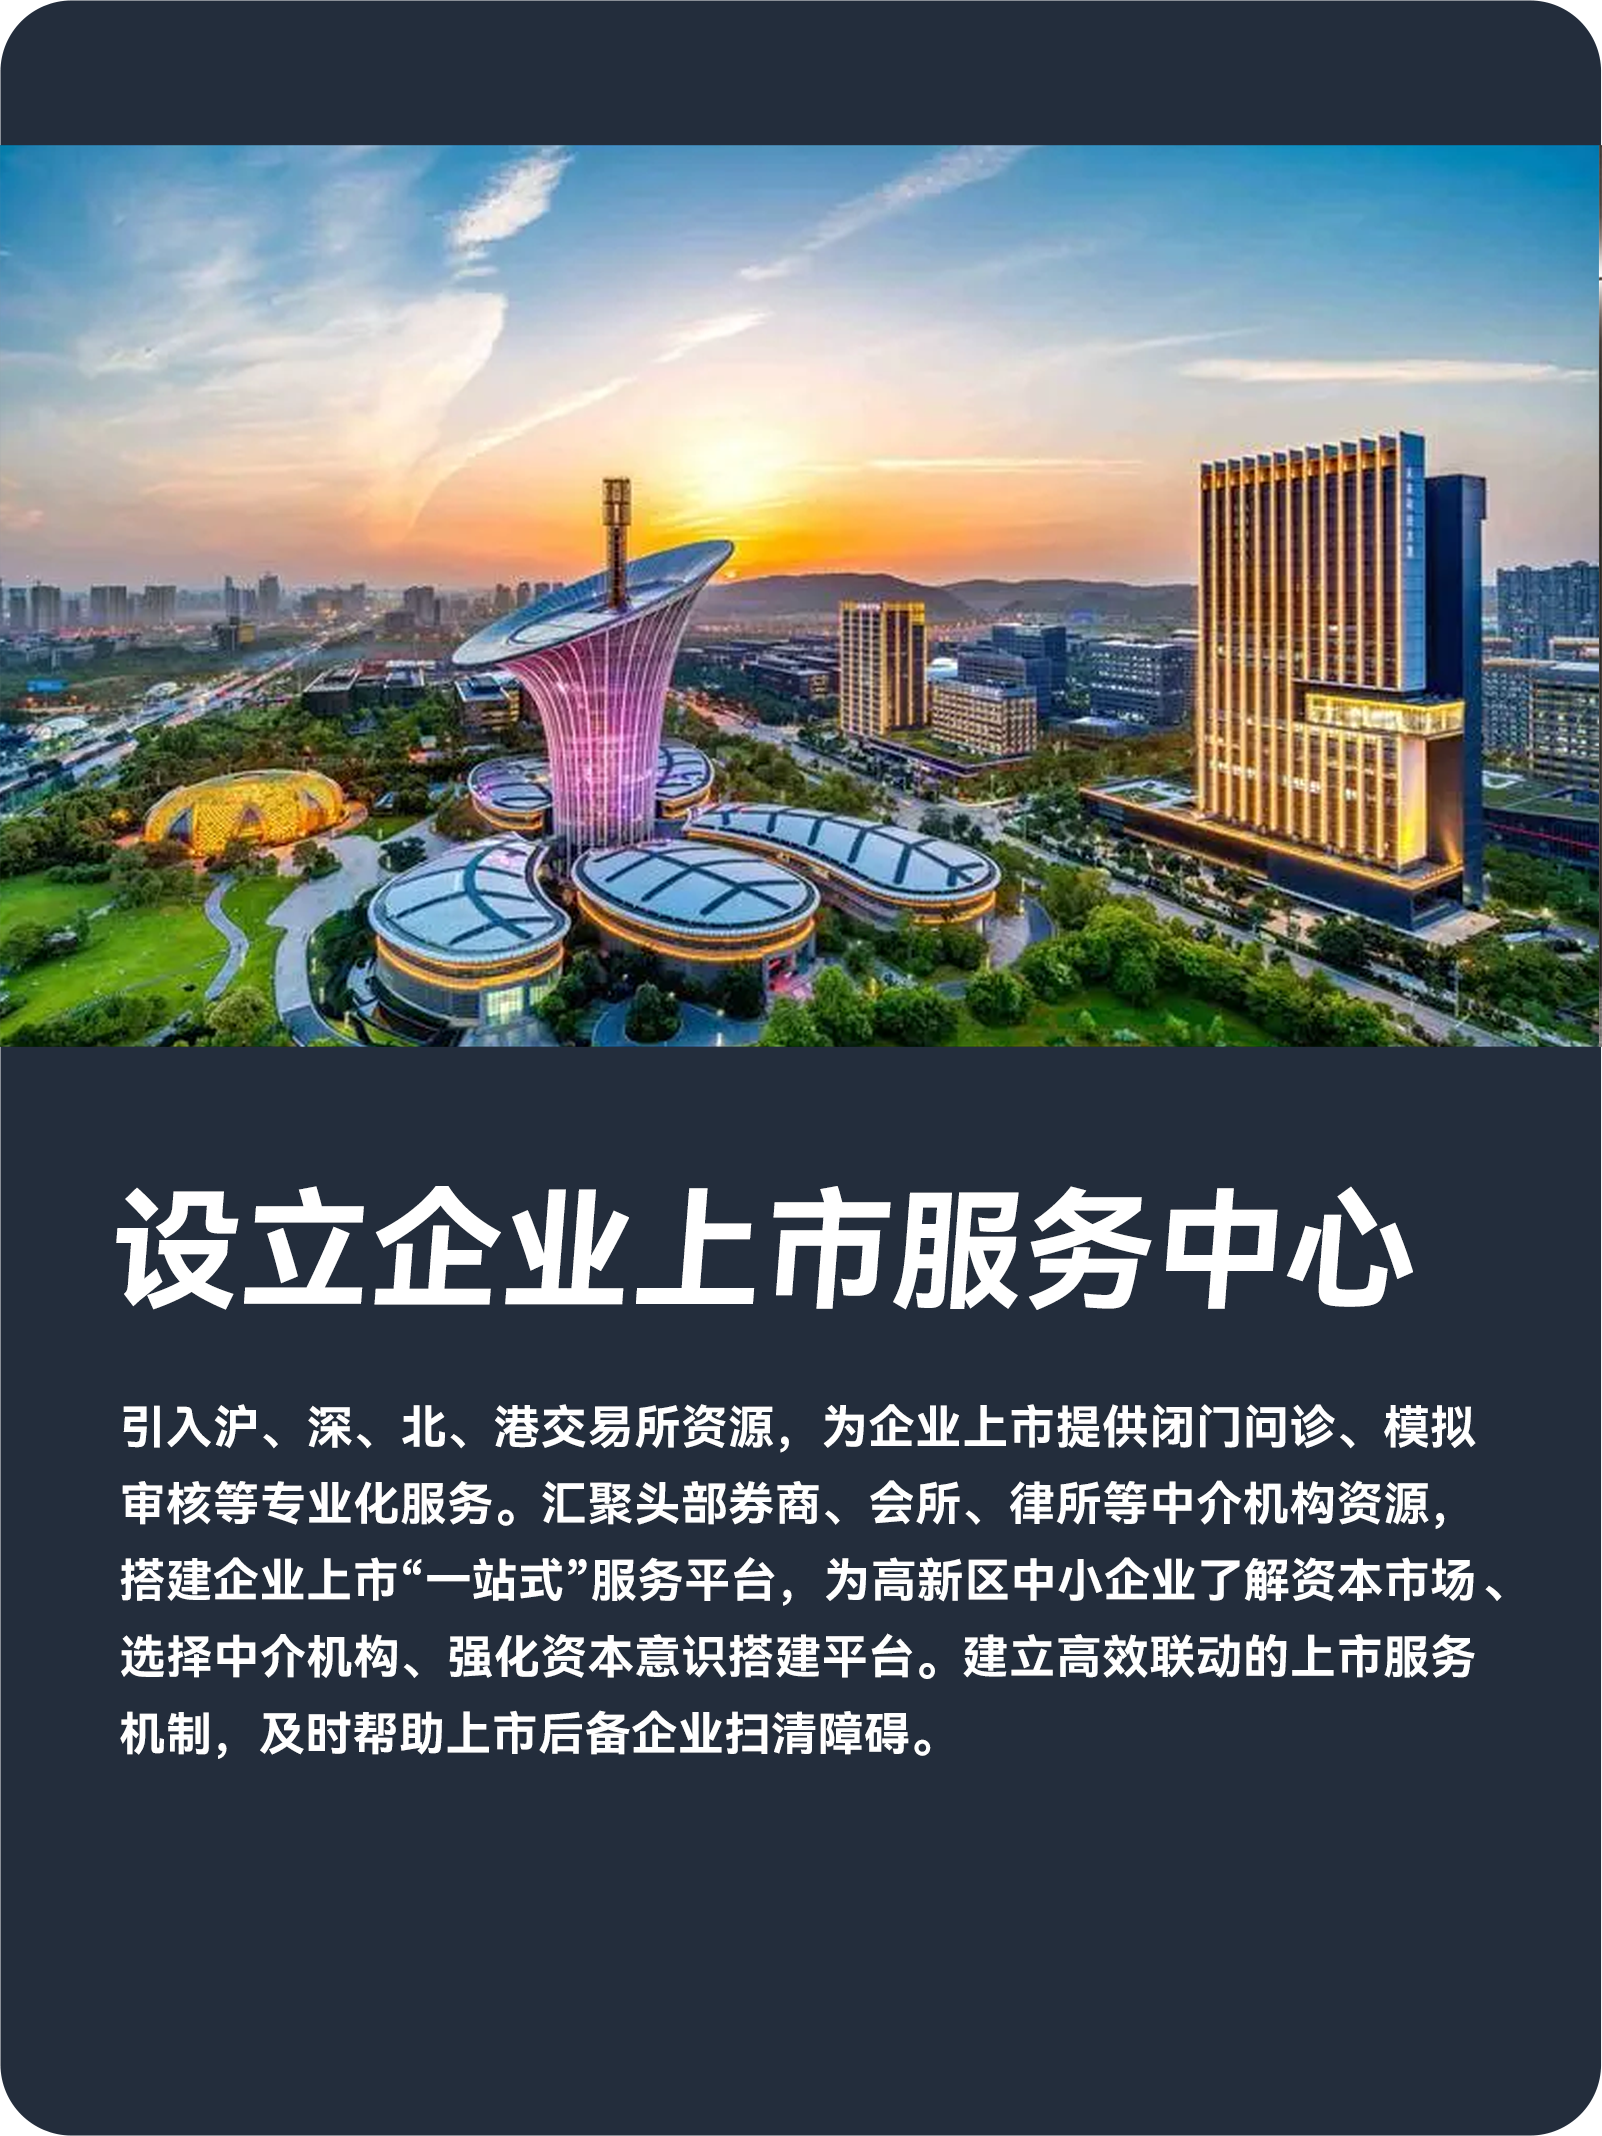 设立企业上市服务中心
引入沪、深、北、港交易所资源，为企业上市提供闭门问诊、模拟
审核等专业化服务。汇聚头部券商、会所、律所等中介机构资源，
搭建企业上市“一站式”服务平台，为高新区中小企业了解资本市场、
选择中介机构、强化资本意识搭建平台。建立高效联动的上市服务
机制，及时帮助上市后备企业扫清障碍。